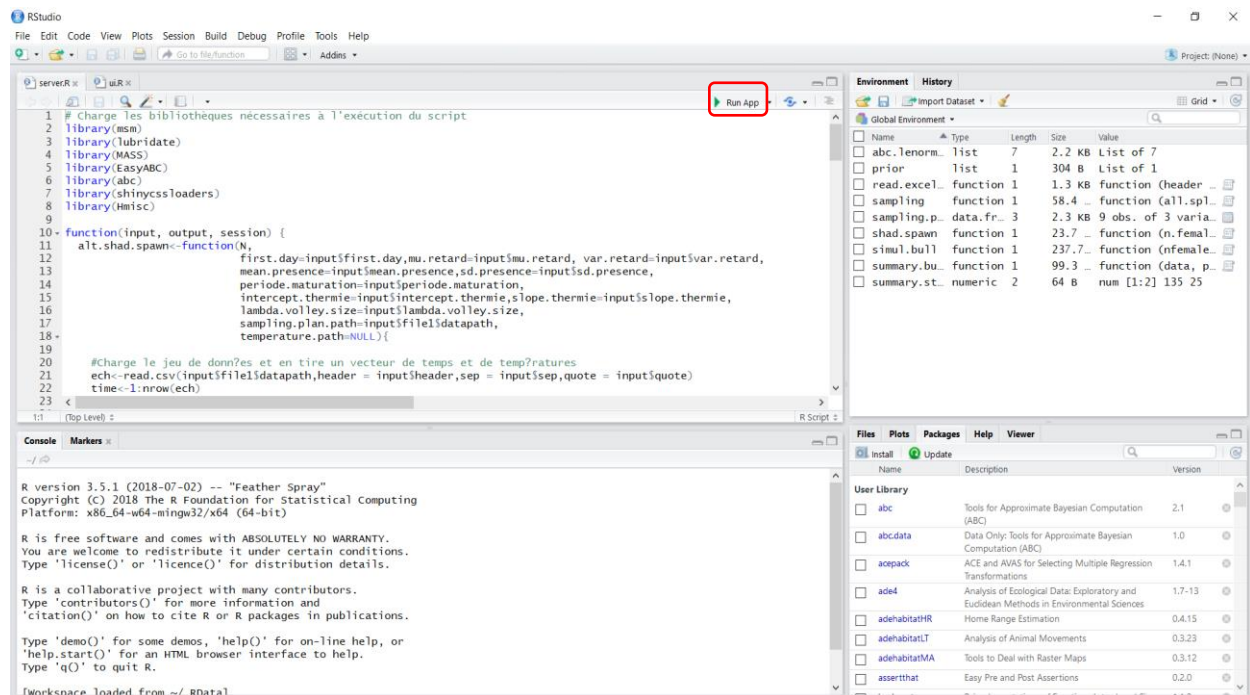 RStudio
File Edit Code View Plots Session Build Debug Profile Tools Help
Go to file/function Addins Project: (None)
server.R ui.R
Run App
1 # Charge les bibliothèques nécessaires à l'exécution du script
2 library(msm)
3 library(lubridate)
4 library(MASS)
5 library(EasyABC)
6 library(abc)
7 library(shinycssloaders)
8 library(Hmisc)
9
10 function(input, output, session) {
11 alt.shad.spawn<-function(N,
12 first.day=input$first.day,mu.retard=input$mu.retard, var.retard=input$var.retard,
13 mean.presence=input$mean.presence,sd.presence=input$sd.presence,
14 periode.maturation=input$periode.maturation,
15 intercept.thermie=input$intercept.thermie,slope.thermie=input$slope.thermie,
16 lambda.volley.size=input$lambda.volley.size,
17 sampling.plan.path=input$file1$datapath,
18 temperature.path=NULL){
19
20 #Charge le jeu de donn?es et en tire un vecteur de temps et de temp?ratures
21 ech<-read.csv(input$file1$datapath,header = input$header,sep = input$sep,quote = input$quote)
22 time<-1:nrow(ech)
23
1:1 (Top Level) R Script
Console Markers
~/
R version 3.5.1 (2018-07-02) -- "Feather Spray"
Copyright (C) 2018 The R Foundation for Statistical Computing
Platform: x86_64-w64-mingw32/x64 (64-bit)
R is free software and comes with ABSOLUTELY NO WARRANTY.
You are welcome to redistribute it under certain conditions.
Type 'license()' or 'licence()' for distribution details.
R is a collaborative project with many contributors.
Type 'contributors()' for more information and
'citation()' on how to cite R or R packages in publications.
Type 'demo()' for some demos, 'help()' for on-line help, or
'help.start()' for an HTML browser interface to help.
Type 'q()' to quit R.
[Workspace loaded from ~/.RData]
Environment History
Import Dataset Grid
Global Environment
Name Type Length Size Value
abc.lenorm… list 7 2.2 KB List of 7
prior list 1 304 B List of 1
read.excel… function 1 1.3 KB function (header …
sampling function 1 58.4 … function (all.spl…
sampling.p… data.fr… 3 2.3 KB 9 obs. of 3 varia…
shad.spawn function 1 23.7 … function (n.femal…
simul.bull function 1 237.7… function (nfemale…
summary.bu… function 1 99.3 … function (data, p…
summary.st… numeric 2 64 B num [1:2] 135 25
Files Plots Packages Help Viewer
Install Update
Name Description Version
User Library
abc Tools for Approximate Bayesian Computation 2.1
(ABC)
abc.data Data Only: Tools for Approximate Bayesian 1.0
Computation (ABC)
acepack ACE and AVAS for Selecting Multiple Regression 1.4.1
Transformations
ade4 Analysis of Ecological Data: Exploratory and 1.7-13
Euclidean Methods in Environmental Sciences
adehabitatHR Home Range Estimation 0.4.15
adehabitatLT Analysis of Animal Movements 0.3.23
adehabitatMA Tools to Deal with Raster Maps 0.3.12
assertthat Easy Pre and Post Assertions 0.2.0